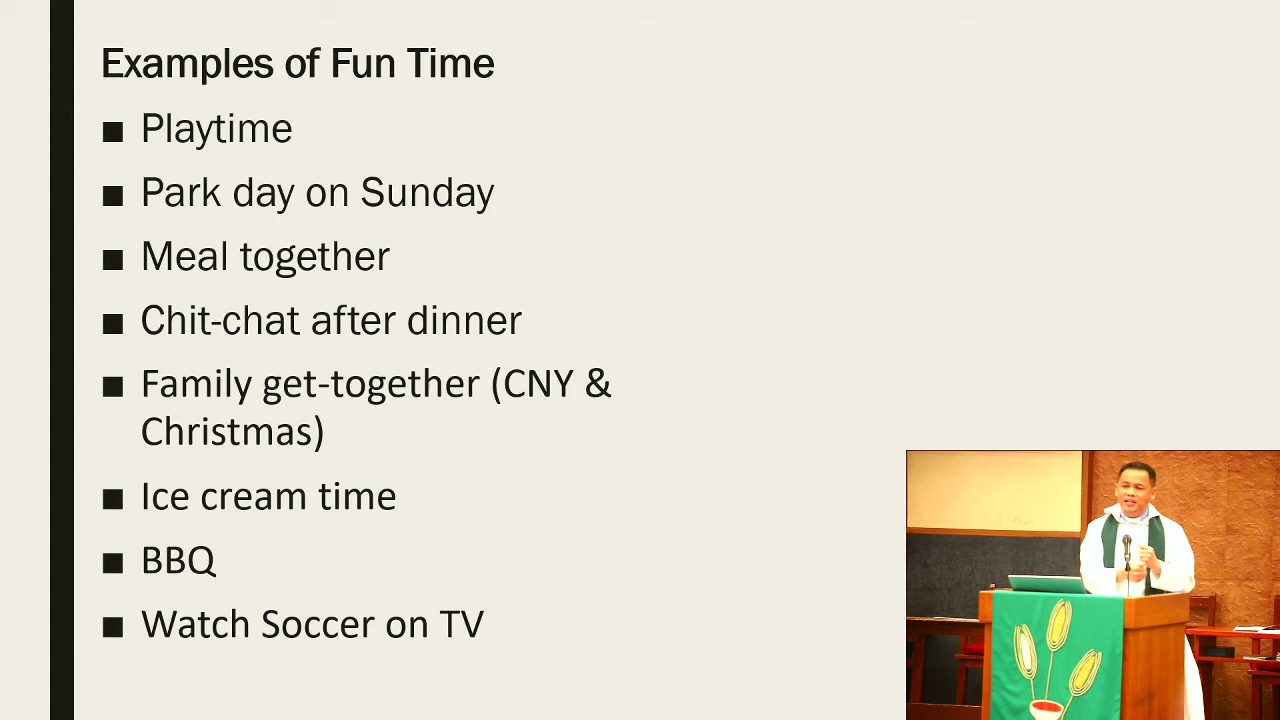 Examples of Fun Time
■ Playtime
■ Park day on Sunday
■ Meal together
■ Chit-chat after dinner
■ Family get-together (CNY &
Christmas)
■ Ice cream time
■ BBQ
■ Watch Soccer on TV